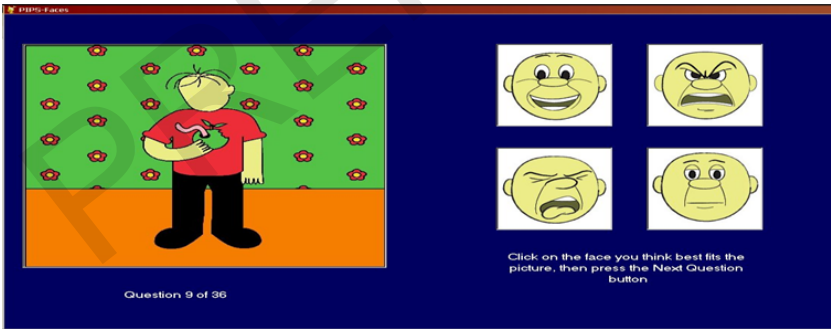 PIPS-Faces
Question 9 of 36
Click on the face you think best fits the
picture, then press the Next Question
button